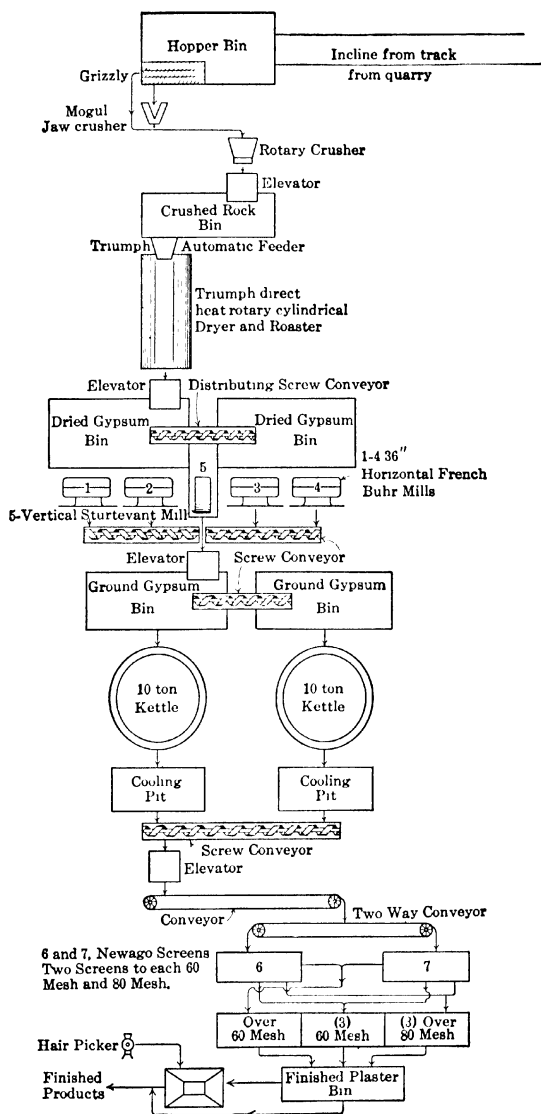 Hopper Bin
Incline from track
from quarry
Grizzly
Mogul
Jaw crusher
Rotary Crusher
Elevator
Crushed Rock
Bin
Triumph
Automatic Feeder
Triumph direct
heat rotary cylindrical
Dryer and Roaster
Elevator
Distributing Screw Conveyor
Dried Gypsum
Bin
Dried Gypsum
Bin
5
1-4 36"
Horizontal French
Buhr Mills
1
2
3
4
5-Vertical Sturtevant Mill
Elevator
Screw Conveyor
Ground Gypsum
Bin
Ground Gypsum
Bin
10 ton
Kettle
10 ton
Kettle
Cooling
Pit
Cooling
Pit
Screw Conveyor
Elevator
Conveyor
Two Way Conveyor
6 and 7, Newago Screens
Two Screens to each 60
Mesh and 80 Mesh.
6
7
Over
60 Mesh
(3)
60 Mesh
(3) Over
80 Mesh
Hair Picker
Finished
Products
Finished Plaster
Bin